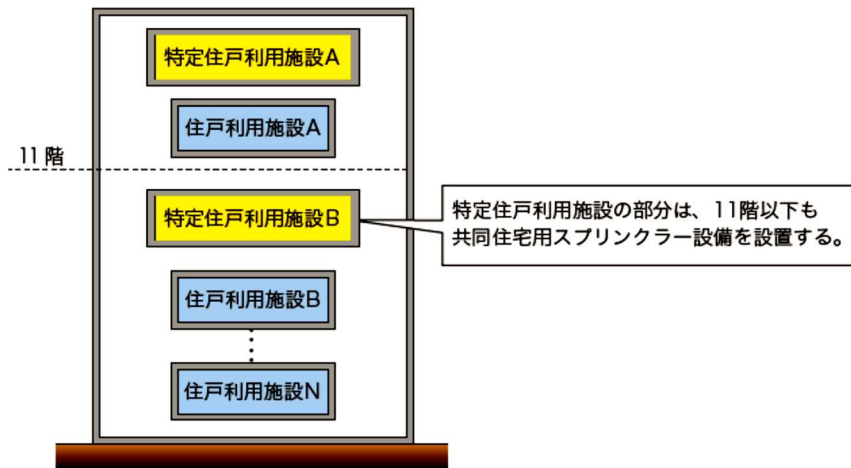 特定住戸利用施設A
住戸利用施設A
11階
特定住戸利用施設B
特定住戸利用施設の部分は、11階以下も
共同住宅用スプリンクラー設備を設置する。
住戸利用施設B
住戸利用施設N